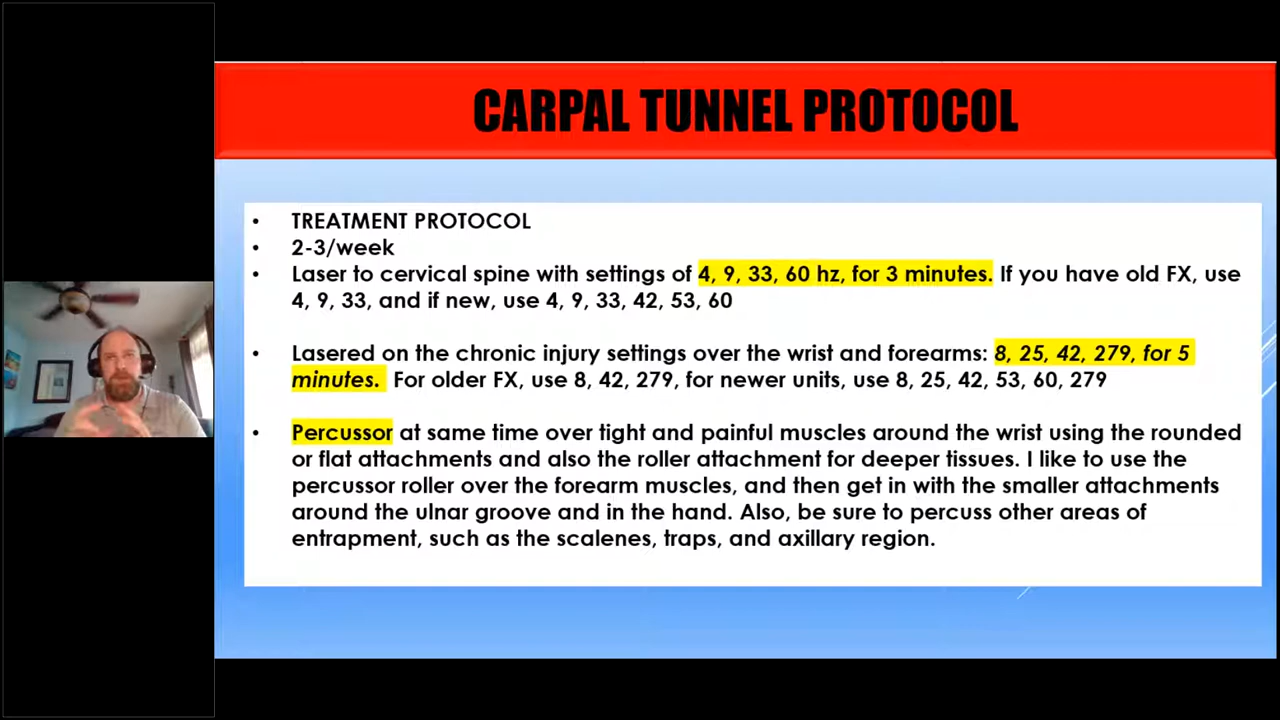 CARPAL TUNNEL PROTOCOL
• TREATMENT PROTOCOL
• 2-3/week
• Laser to cervical spine with settings of 4, 9, 33, 60 hz, for 3 minutes. If you have old FX, use
4, 9, 33, and if new, use 4, 9, 33, 42, 53, 60
• Lasered on the chronic injury settings over the wrist and forearms: 8, 25, 42, 279, for 5
minutes. For older FX, use 8, 42, 279, for newer units, use 8, 25, 42, 53, 60, 279
• Percussor at same time over tight and painful muscles around the wrist using the rounded
or flat attachments and also the roller attachment for deeper tissues. I like to use the
percussor roller over the forearm muscles, and then get in with the smaller attachments
around the ulnar groove and in the hand. Also, be sure to percuss other areas of
entrapment, such as the scalenes, traps, and axillary region.